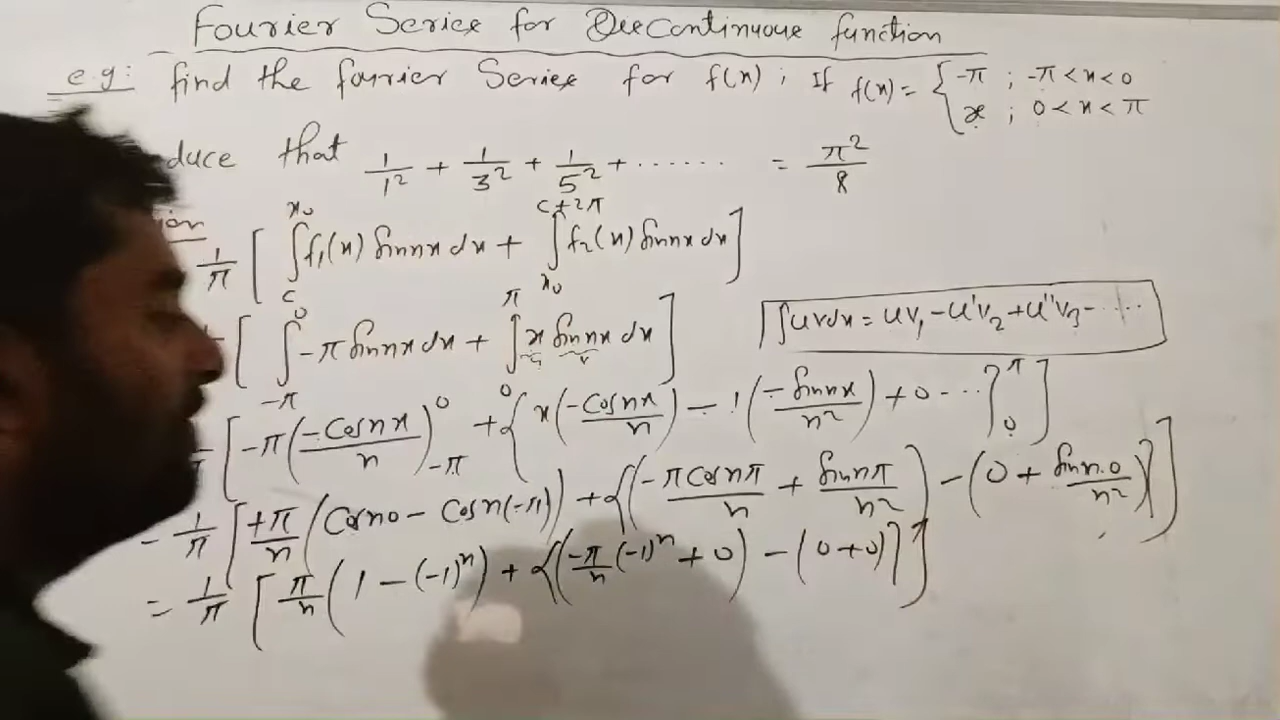 Fourier Series for Discontinuous function
e.g: find the fourier Series for f(x) ; If f(x) = { -π ; -π < x < 0
x ; 0 < x < π
duce that 1/1² + 1/3² + 1/5² + ...... = π²/8
ion
1/π [ ∫_c^{x₀} f₁(x) Sin nx dx + ∫_{x₀}^{c+2π} f₂(x) Sin nx dx ]
[ ∫_{-π}^{0} -π Sin nx dx + ∫_0^π x Sin nx dx ]
u v
∫uvdx = uv₁ - u'v₂ + u''v₃ - ....
[ -π ( -Cos nx / n )_{-π}^{0} + { x ( -Cos nx / n ) - 1 ( -Sin nx / n² ) + 0 --- }_0^π ]
= 1/π [ +π/n ( Cos n0 - Cos n(-π) ) + { ( -π Cos nπ / n + Sin nπ / n² ) - ( 0 + Sin n.0 / n² ) } ]
= 1/π [ π/n ( 1 - (-1)ⁿ ) + { ( -π/n (-1)ⁿ + 0 ) - ( 0 + 0 ) } ]